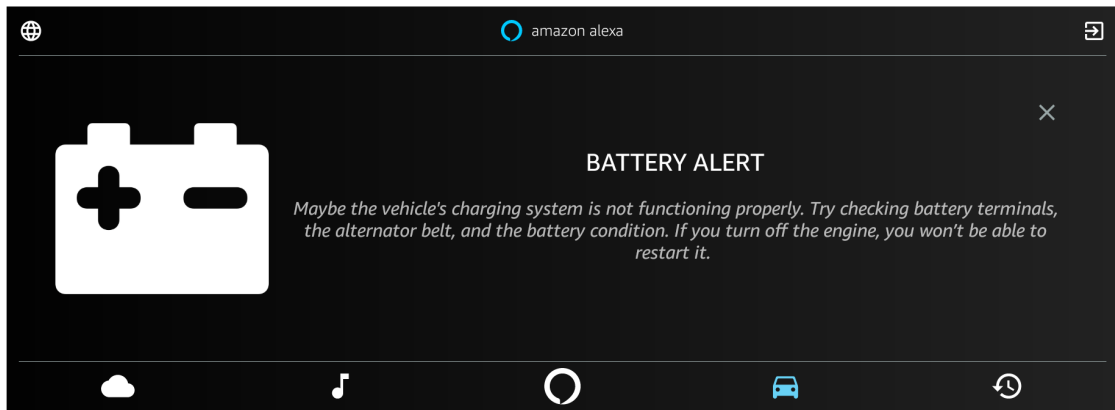 amazon alexa
BATTERY ALERT
Maybe the vehicle's charging system is not functioning properly. Try checking battery terminals,
the alternator belt, and the battery condition. If you turn off the engine, you won't be able to
restart it.